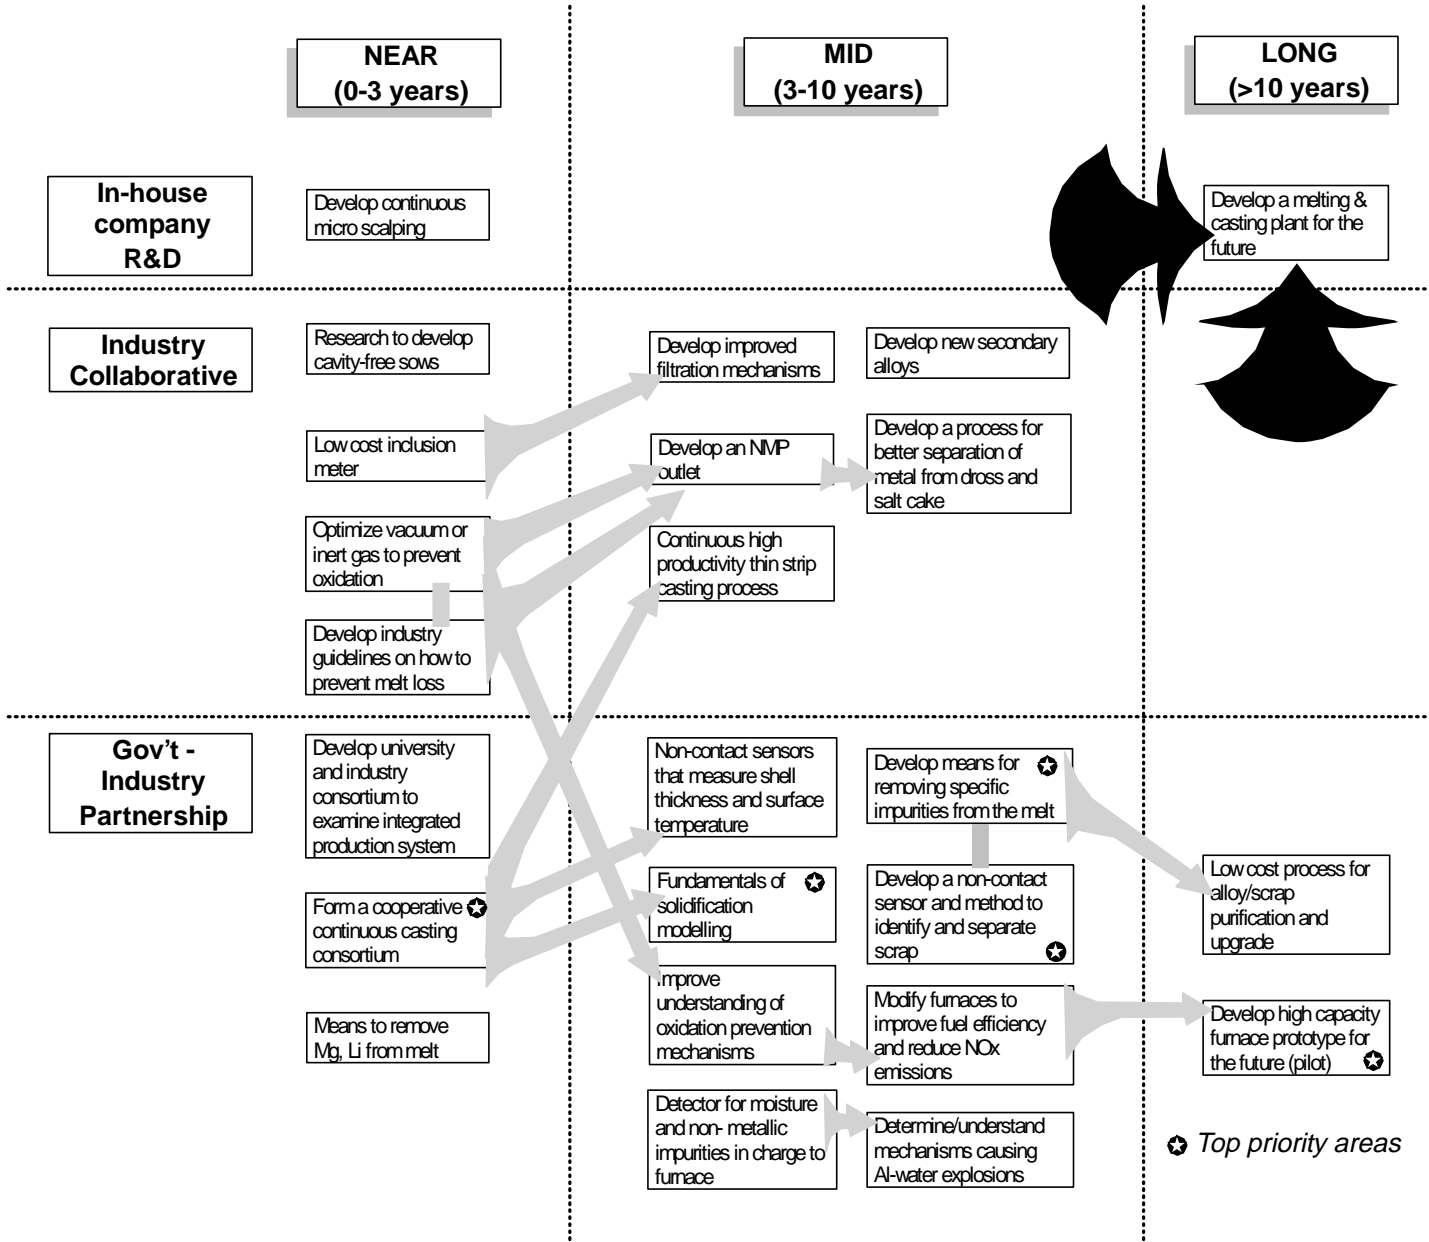 NEAR
(0-3 years)
MID
(3-10 years)
LONG
(>10 years)
In-house
company
R&D
Develop continuous
micro scalping
Develop a melting &
casting plant for the
future
Industry
Collaborative
Research to develop
cavity-free sows
Low cost inclusion
meter
Optimize vacuum or
inert gas to prevent
oxidation
Develop industry
guidelines on how to
prevent melt loss
Develop improved
filtration mechanisms
Develop an NMP
outlet
Continuous high
productivity thin strip
casting process
Develop new secondary
alloys
Develop a process for
better separation of
metal from dross and
salt cake
Gov't -
Industry
Partnership
Develop university
and industry
consortium to
examine integrated
production system
Form a cooperative
continuous casting
consortium
Means to remove
Mg, Li from melt
Non-contact sensors
that measure shell
thickness and surface
temperature
Fundamentals of
solidification
modelling
Improve
understanding of
oxidation prevention
mechanisms
Detector for moisture
and non- metallic
impurities in charge to
furnace
Develop means for
removing specific
impurities from the melt
Develop a non-contact
sensor and method to
identify and separate
scrap
Modify furnaces to
improve fuel efficiency
and reduce NOx
emissions
Determine/understand
mechanisms causing
Al-water explosions
Low cost process for
alloy/scrap
purification and
upgrade
Develop high capacity
furnace prototype for
the future (pilot)
Top priority areas